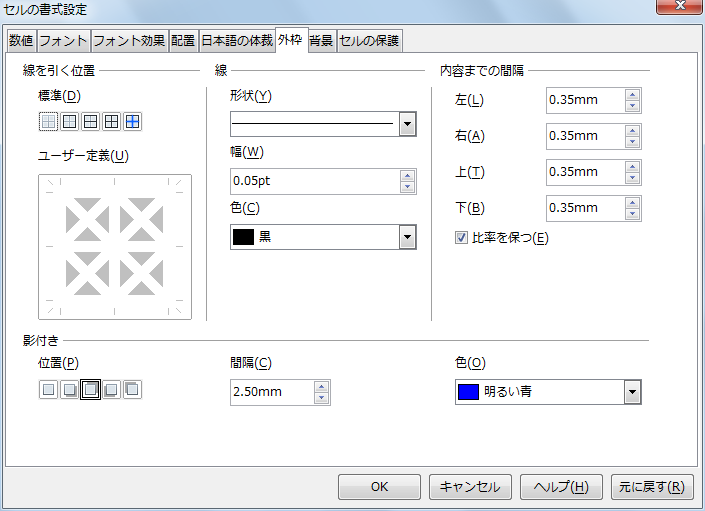 セルの書式設定
数値 フォント フォント効果 配置 日本語の体裁 外枠 背景 セルの保護
線を引く位置 線 内容までの間隔
標準(D) 形状(Y) 左(L) 0.35mm
右(A) 0.35mm
ユーザー定義(U) 幅(W)
0.05pt 上(T) 0.35mm
色(C) 下(B) 0.35mm
黒 比率を保つ(E)
影付き
位置(P) 間隔(C) 色(O)
2.50mm 明るい青
OK キャンセル ヘルプ(H) 元に戻す(R)